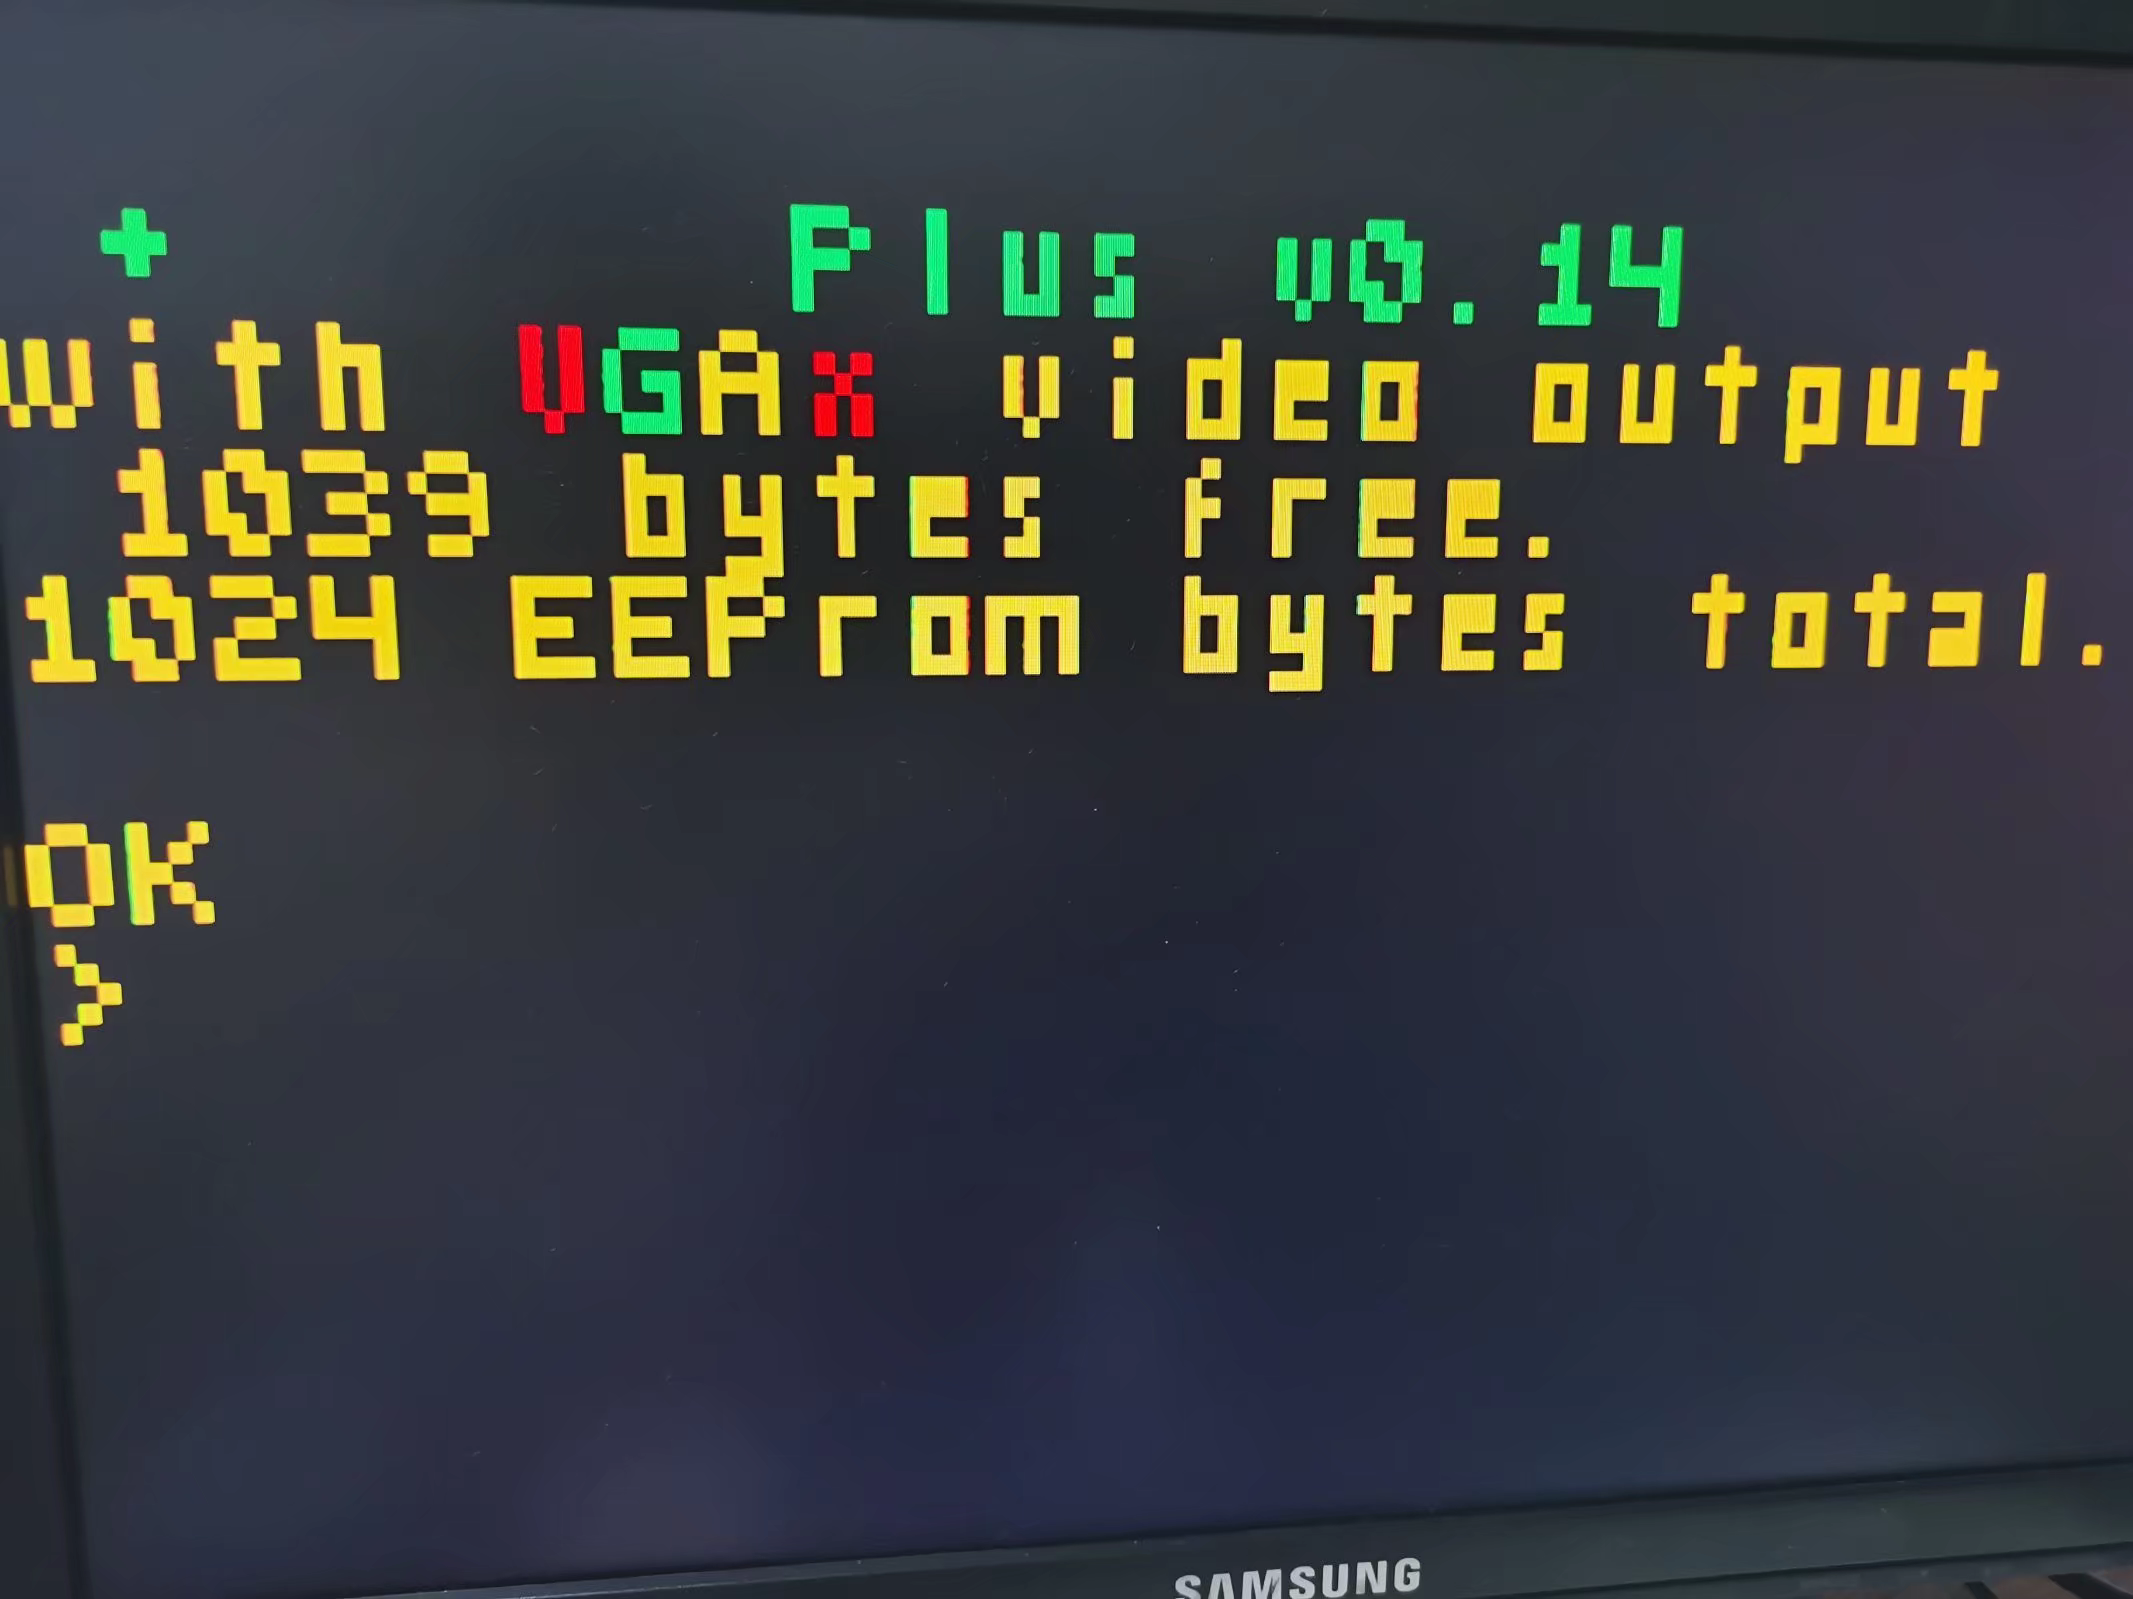 + Plus v0.14
with VGAx video output
1039 bytes free.
1024 EEProm bytes total.
OK
>
SAMSUNG